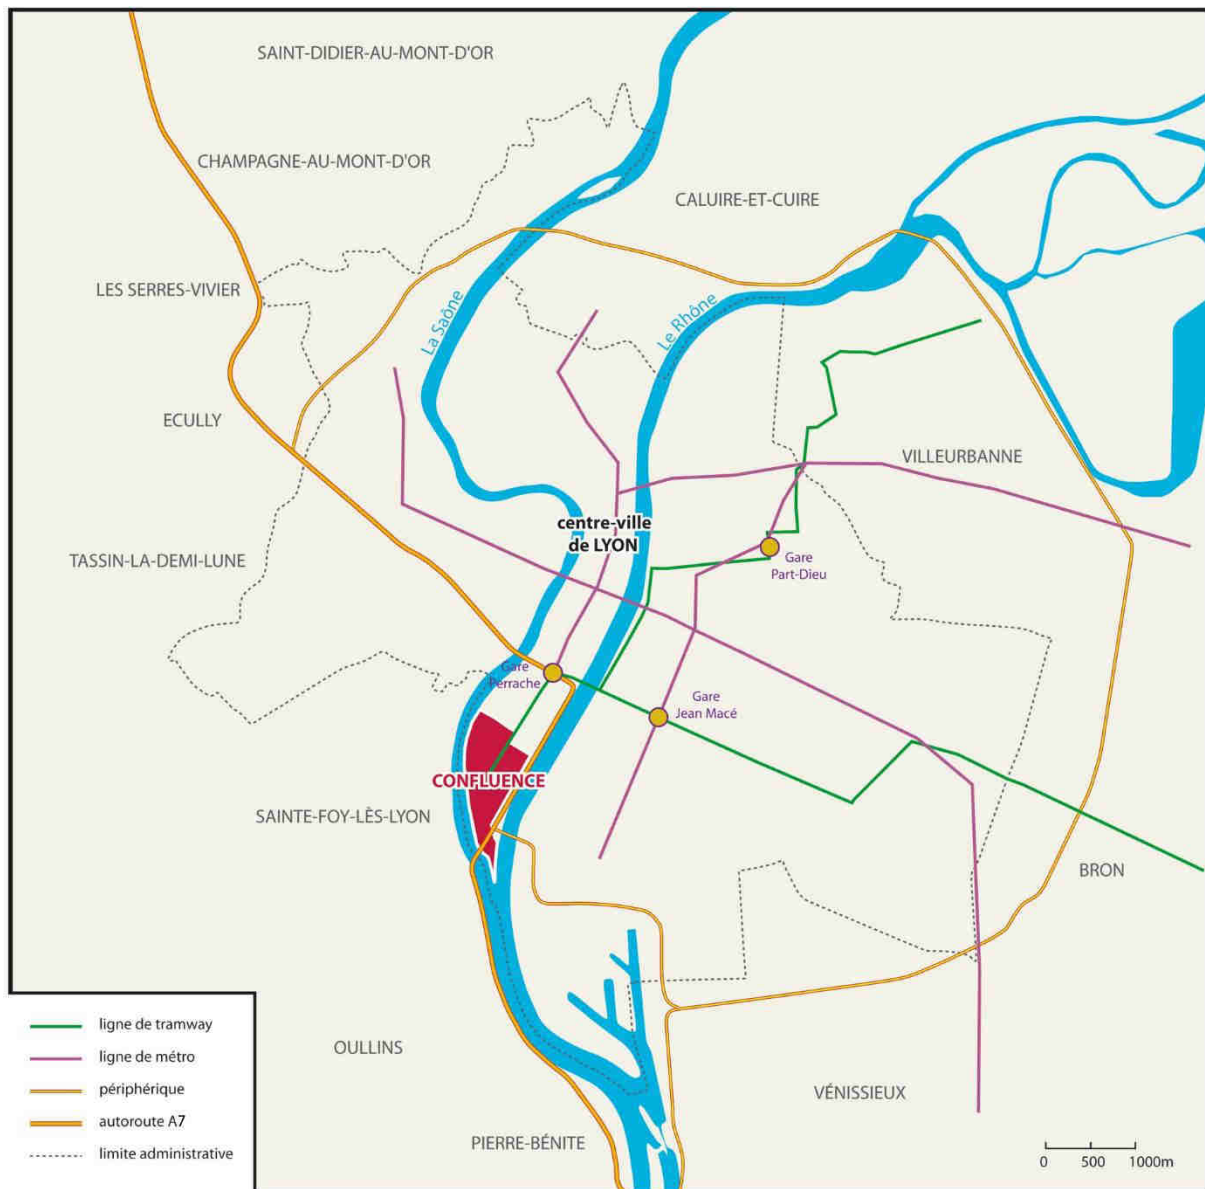 SAINT-DIDIER-AU-MONT-D'OR
CHAMPAGNE-AU-MONT-D'OR
CALUIRE-ET-CUIRE
LES SERRES-VIVIER
La Saône
Le Rhône
ECULLY
VILLEURBANNE
centre-ville
de LYON
TASSIN-LA-DEMI-LUNE
Gare
Part-Dieu
Gare
Perrache
Gare
Jean Macé
CONFLUENCE
SAINTE-FOY-LÈS-LYON
BRON
OULLINS
VÉNISSIEUX
PIERRE-BÉNITE
ligne de tramway
ligne de métro
périphérique
autoroute A7
limite administrative
0 500 1000m